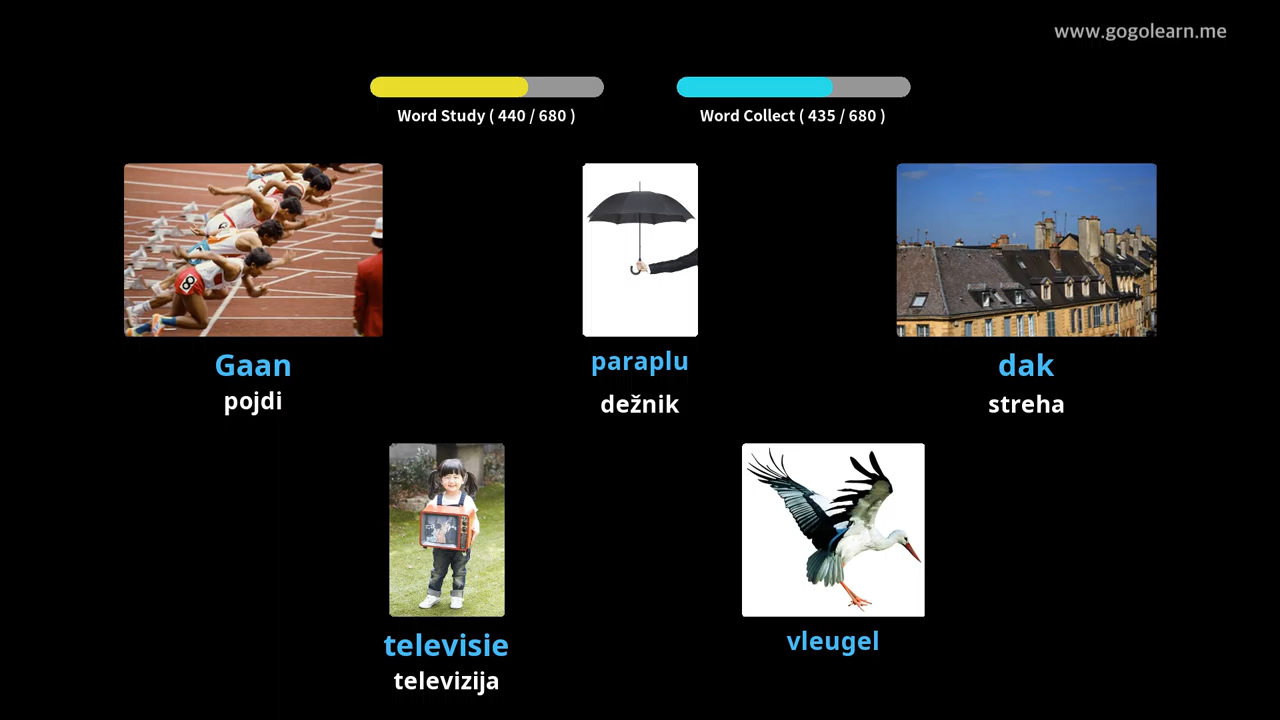 www.gogolearn.me
Word Study ( 440 / 680 )
Word Collect ( 435 / 680 )
Gaan
pojdi
paraplu
dežnik
dak
streha
televisie
televizija
vleugel